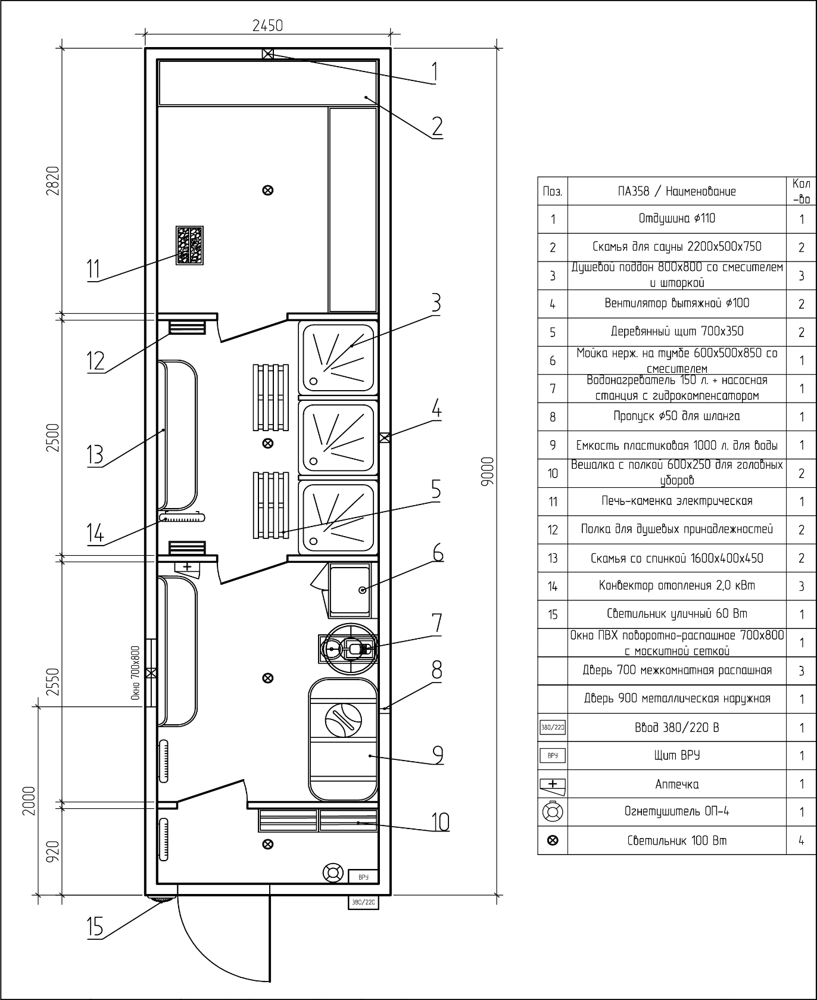 2450
1
2
2820
11
3
12
4
2500
13
9000
5
14
6
7
8
Окно 700х800
2550
9
2000
10
920
ВРУ
380/220
15
Поз.
ПА358 / Наименование
Кол
-во
1
Отдушина ϕ110
1
2
Скамья для сауны 2200х500х750
2
3
Душевой поддон 800х800 со смесителем
и шторкой
3
4
Вентилятор вытяжной ϕ100
2
5
Деревянный щит 700х350
2
6
Мойка нерж. на тумбе 600х500х850 со
смесителем
1
7
Водонагреватель 150 л. + насосная
станция с гидрокомпенсатором
1
8
Пропуск ϕ50 для шланга
1
9
Емкость пластиковая 1000 л. для воды
1
10
Вешалка с полкой 600х250 для головных
уборов
2
11
Печь-каменка электрическая
1
12
Полка для душевых принадлежностей
2
13
Скамья со спинкой 1600х400х450
2
14
Конвектор отопления 2,0 кВт
3
15
Светильник уличный 60 Вт
1
Окно ПВХ поворотно-распашное 700х800
с москитной сеткой
1
Дверь 700 межкомнатная распашная
3
Дверь 900 металлическая наружная
1
380/220
Ввод 380/220 В
1
ВРУ
Щит ВРУ
1
Аптечка
1
Огнетушитель ОП-4
1
Светильник 100 Вт
4